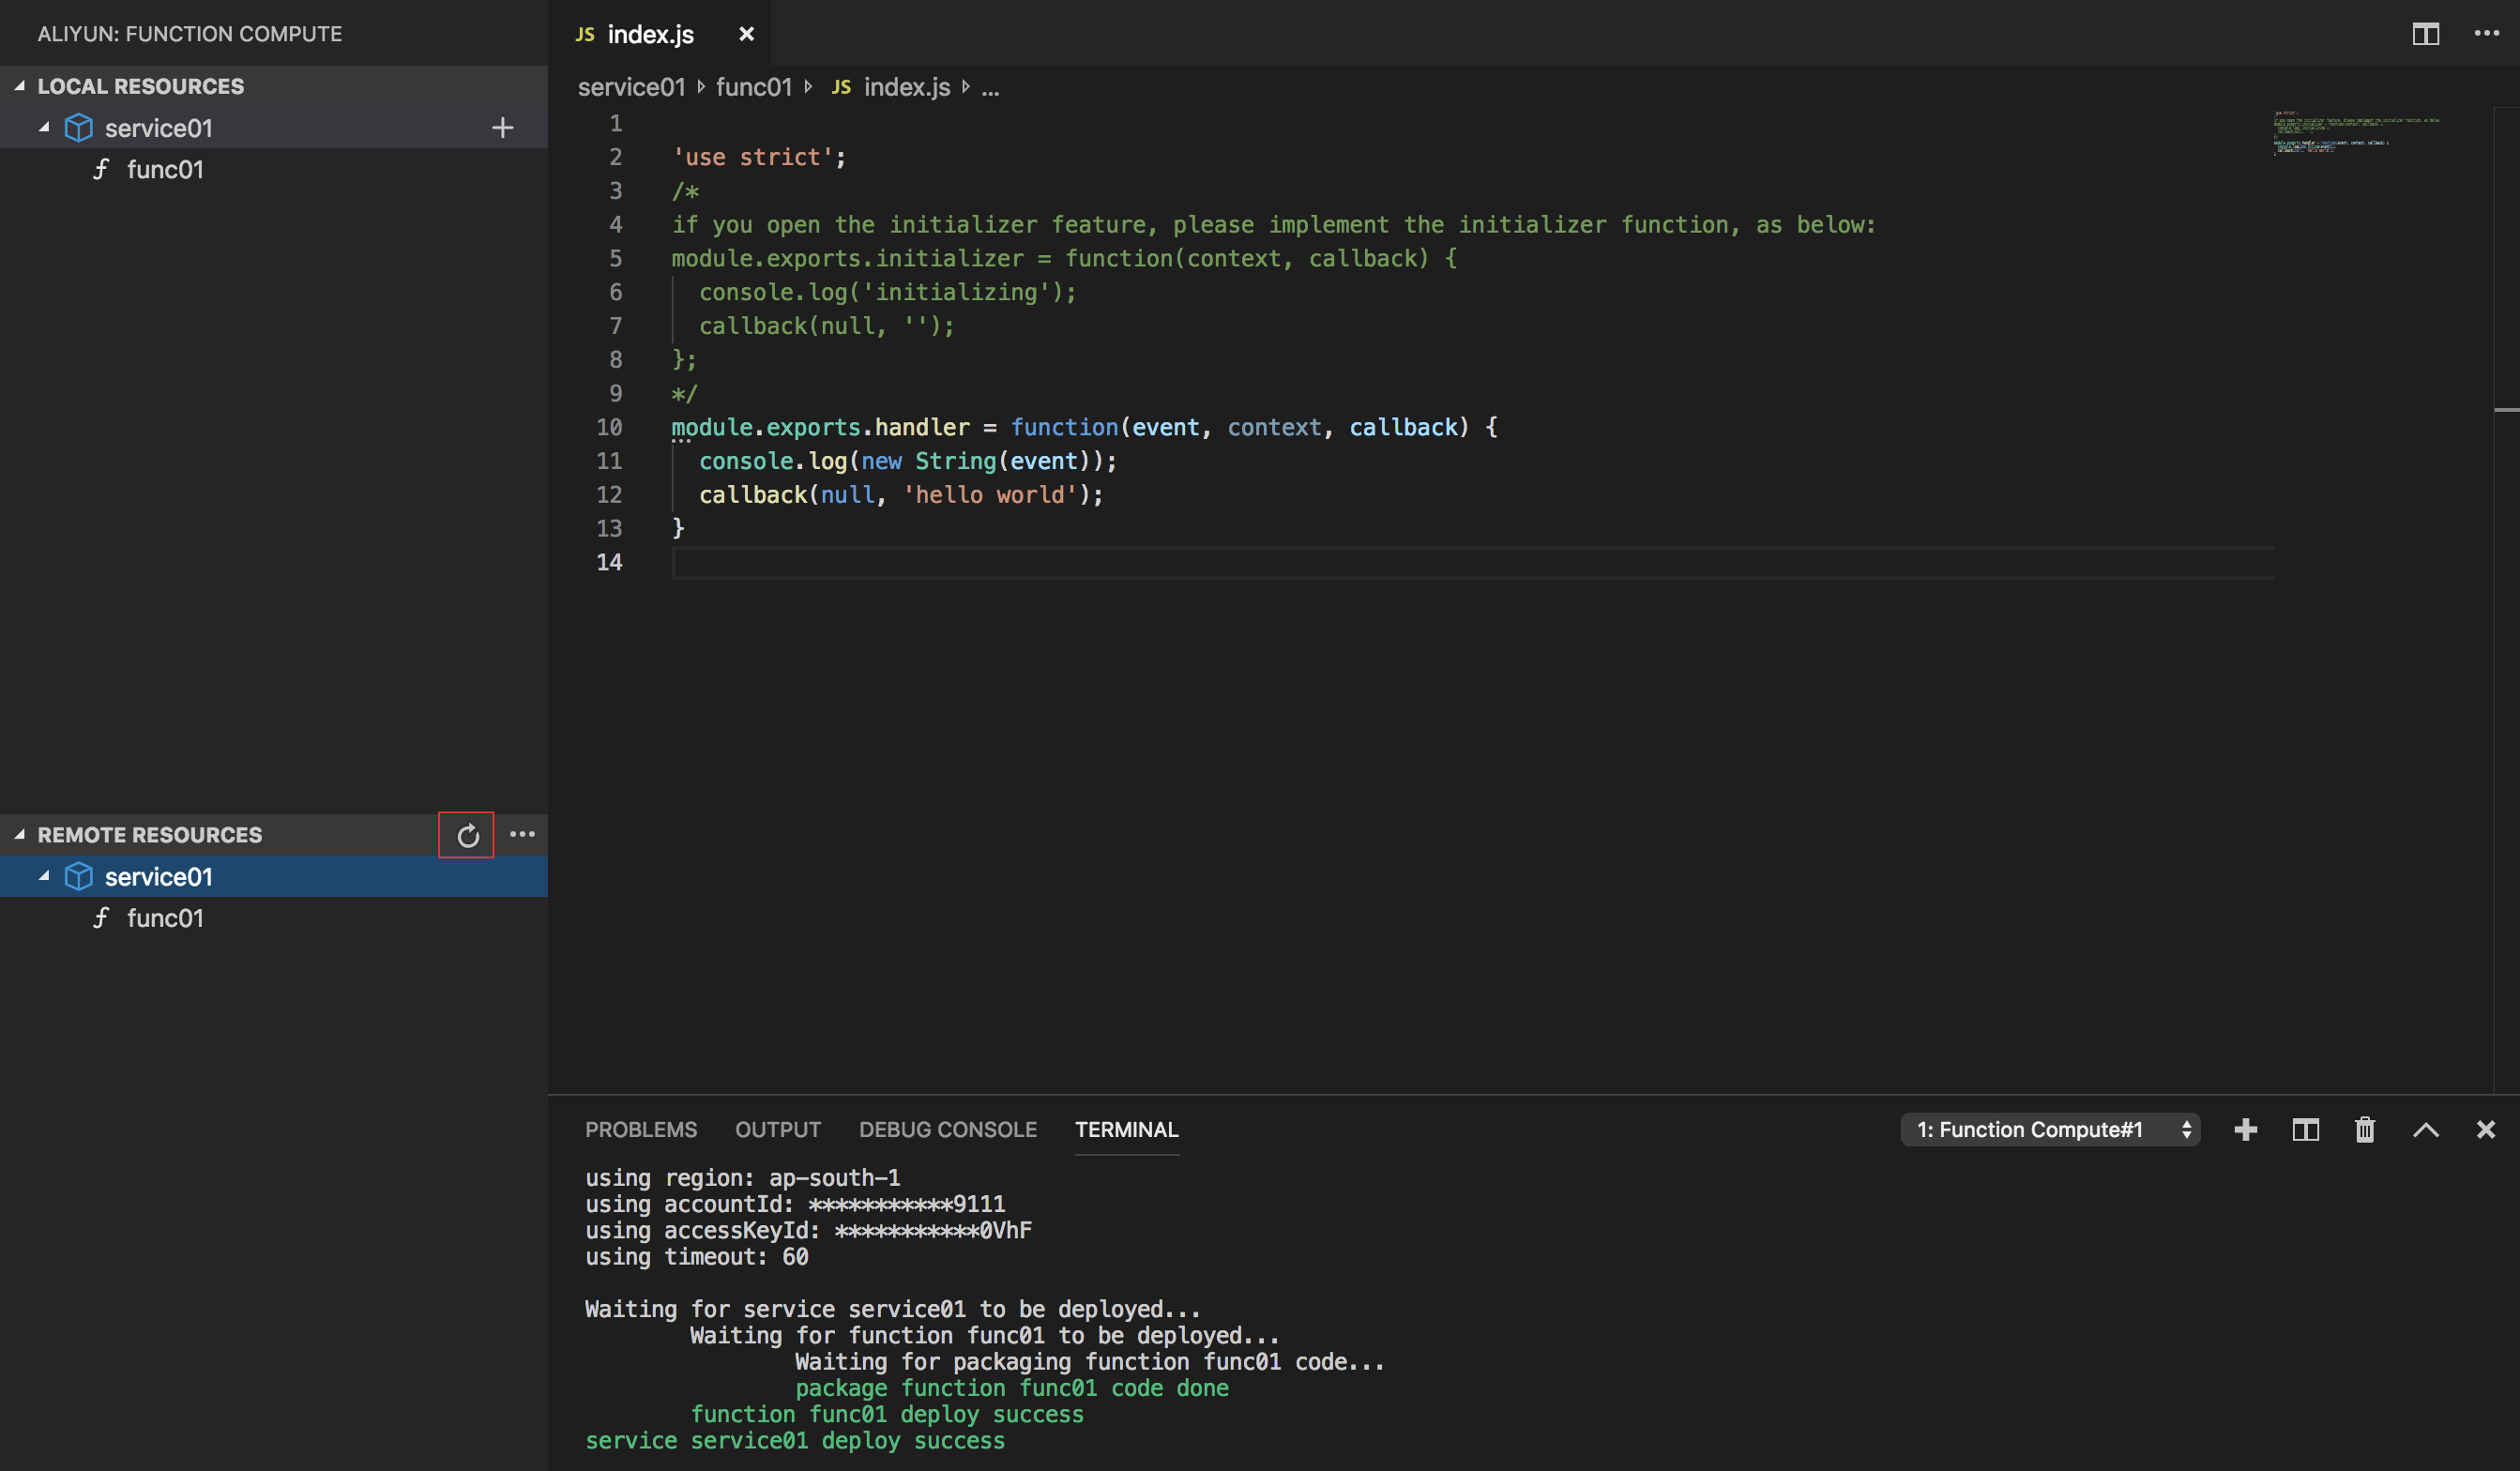 ALIYUN: FUNCTION COMPUTE
LOCAL RESOURCES
service01
func01
REMOTE RESOURCES
service01
func01
JS index.js
service01 func01 JS index.js ...
1
2 'use strict';
3 /*
4 if you open the initializer feature, please implement the initializer function, as below:
5 module.exports.initializer = function(context, callback) {
6 console.log('initializing');
7 callback(null, '');
8 };
9 */
10 module.exports.handler = function(event, context, callback) {
11 console.log(new String(event));
12 callback(null, 'hello world');
13 }
14
PROBLEMS OUTPUT DEBUG CONSOLE TERMINAL 1: Function Compute#1
using region: ap-south-1
using accountId: ***********9111
using accessKeyId: ***********0VhF
using timeout: 60
Waiting for service service01 to be deployed...
Waiting for function func01 to be deployed...
Waiting for packaging function func01 code...
package function func01 code done
function func01 deploy success
service service01 deploy success